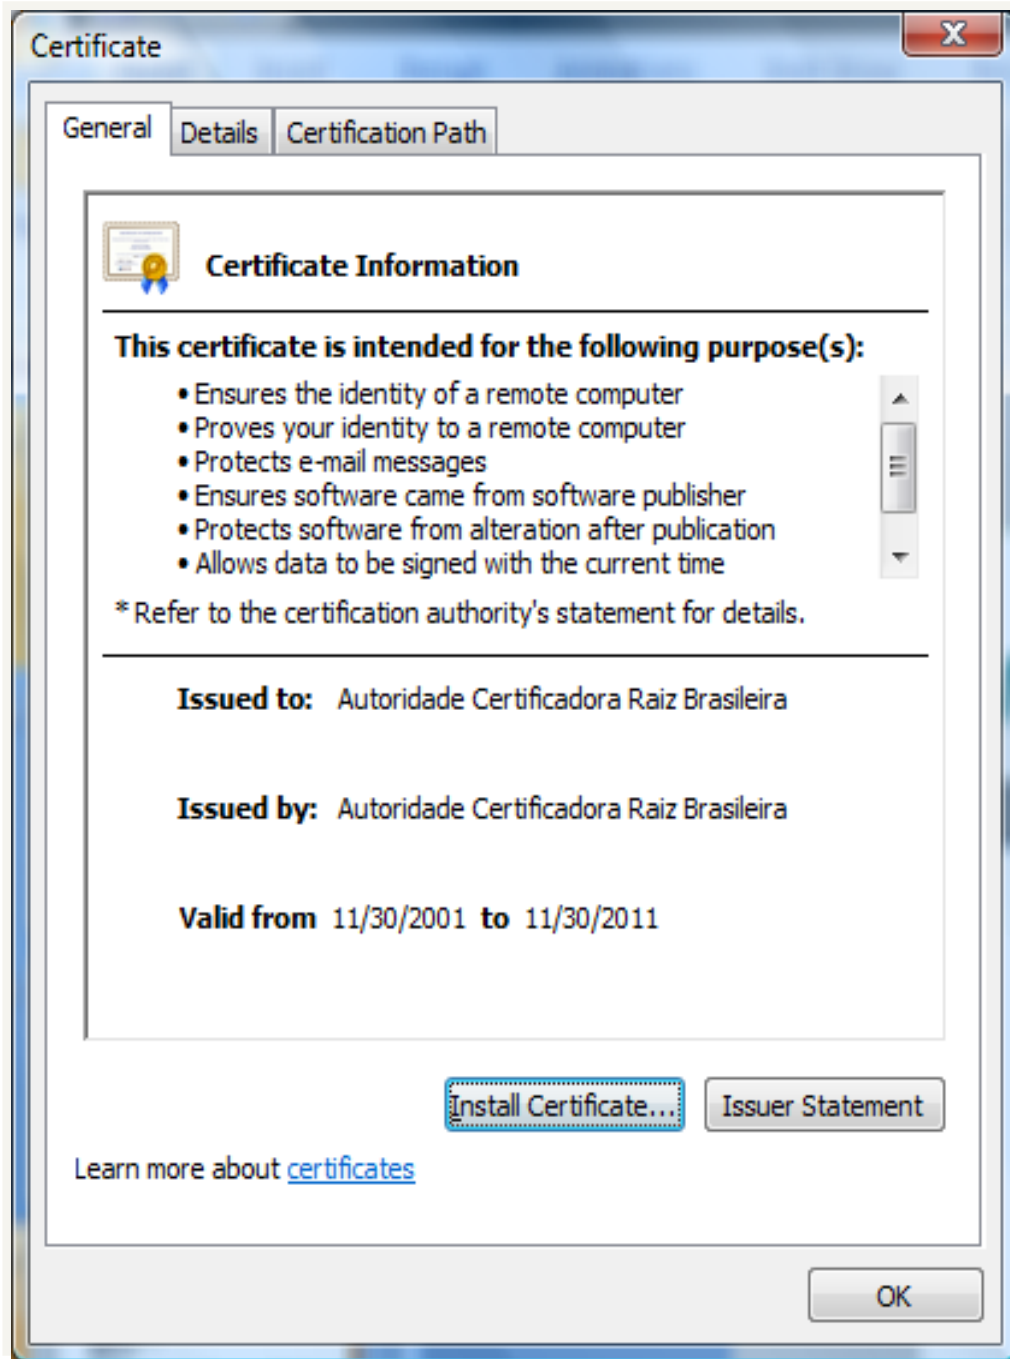 Certificate
General Details Certification Path
Certificate Information
This certificate is intended for the following purpose(s):
• Ensures the identity of a remote computer
• Proves your identity to a remote computer
• Protects e-mail messages
• Ensures software came from software publisher
• Protects software from alteration after publication
• Allows data to be signed with the current time
* Refer to the certification authority's statement for details.
Issued to: Autoridade Certificadora Raiz Brasileira
Issued by: Autoridade Certificadora Raiz Brasileira
Valid from 11/30/2001 to 11/30/2011
Install Certificate... Issuer Statement
Learn more about certificates
OK